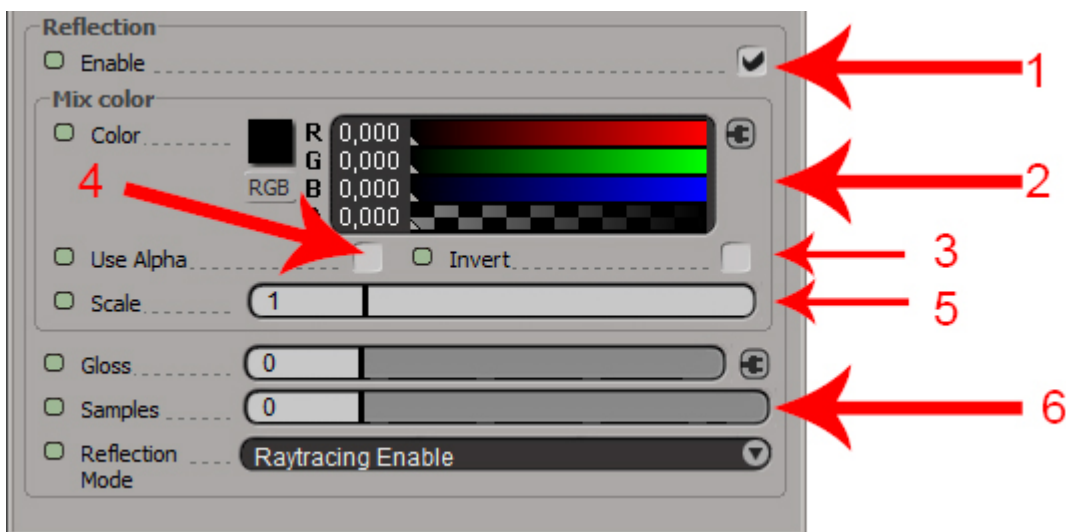 Reflection
Enable 1
Mix color
Color R 0,000
G 0,000
RGB B 0,000 2
0,000
4
Use Alpha Invert 3
Scale 1 5
Gloss 0
Samples 0 6
Reflection Raytracing Enable
Mode